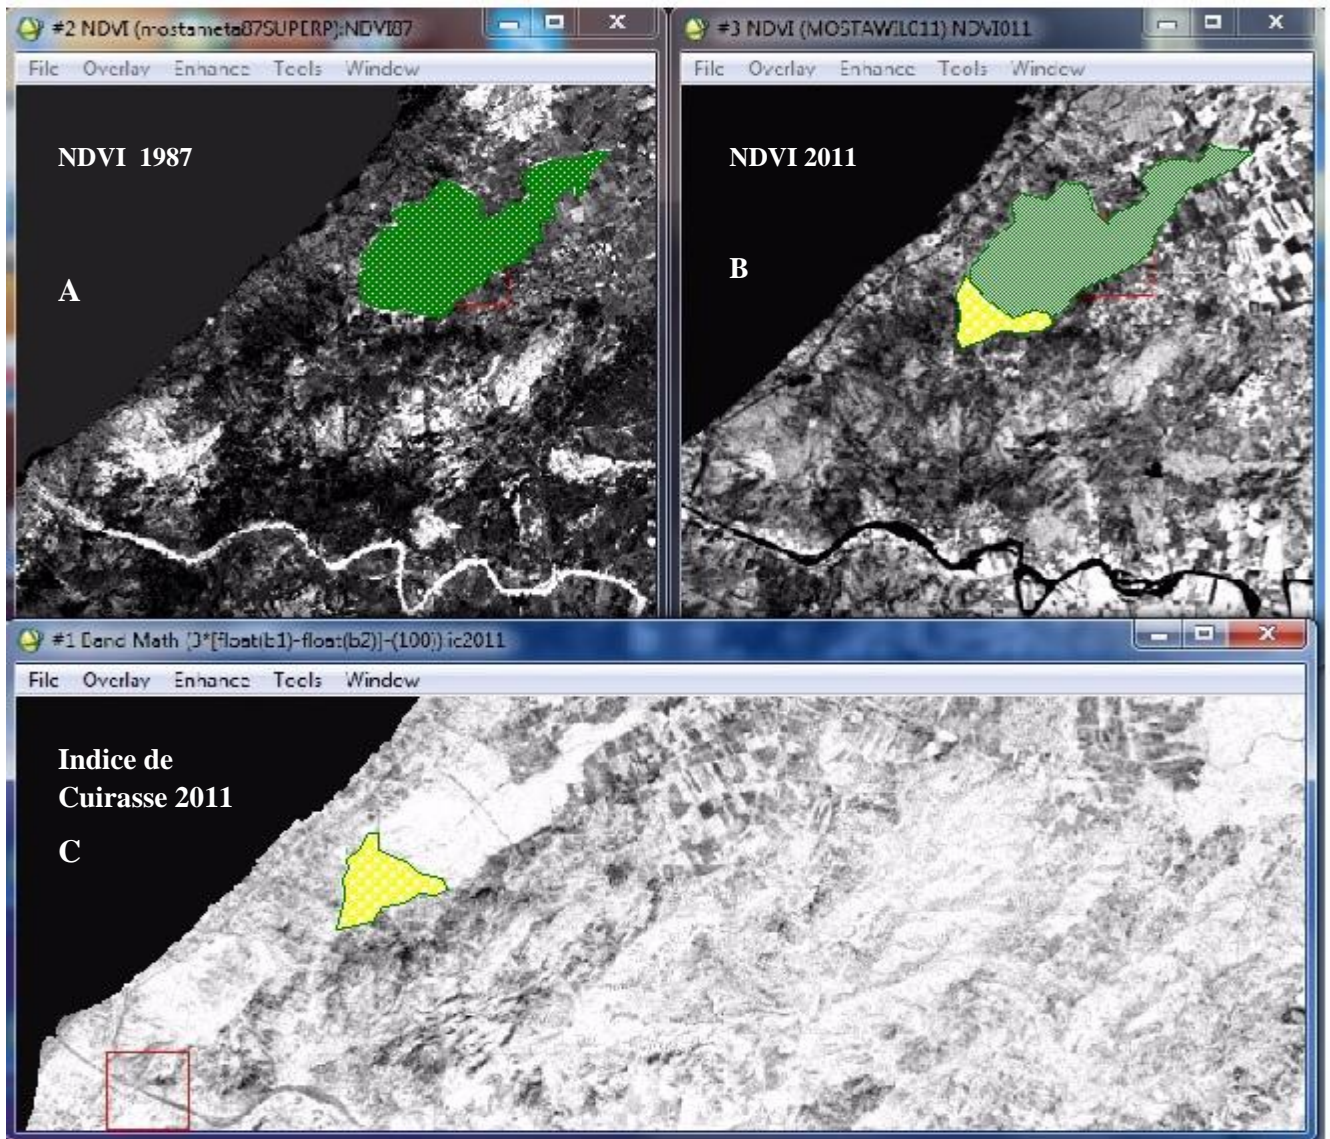 #2 NDVI (mostameta87SUPERP):NDVI87
File Overlay Enhance Tools Window
NDVI 1987
A
#3 NDVI (MOSTAWIL011) NDVI011
File Overlay Enhance Tools Window
NDVI 2011
B
#1 Band Math (3*[float(b1)-float(b2)]-(100)) ic2011
File Overlay Enhance Tools Window
Indice de
Cuirasse 2011
C